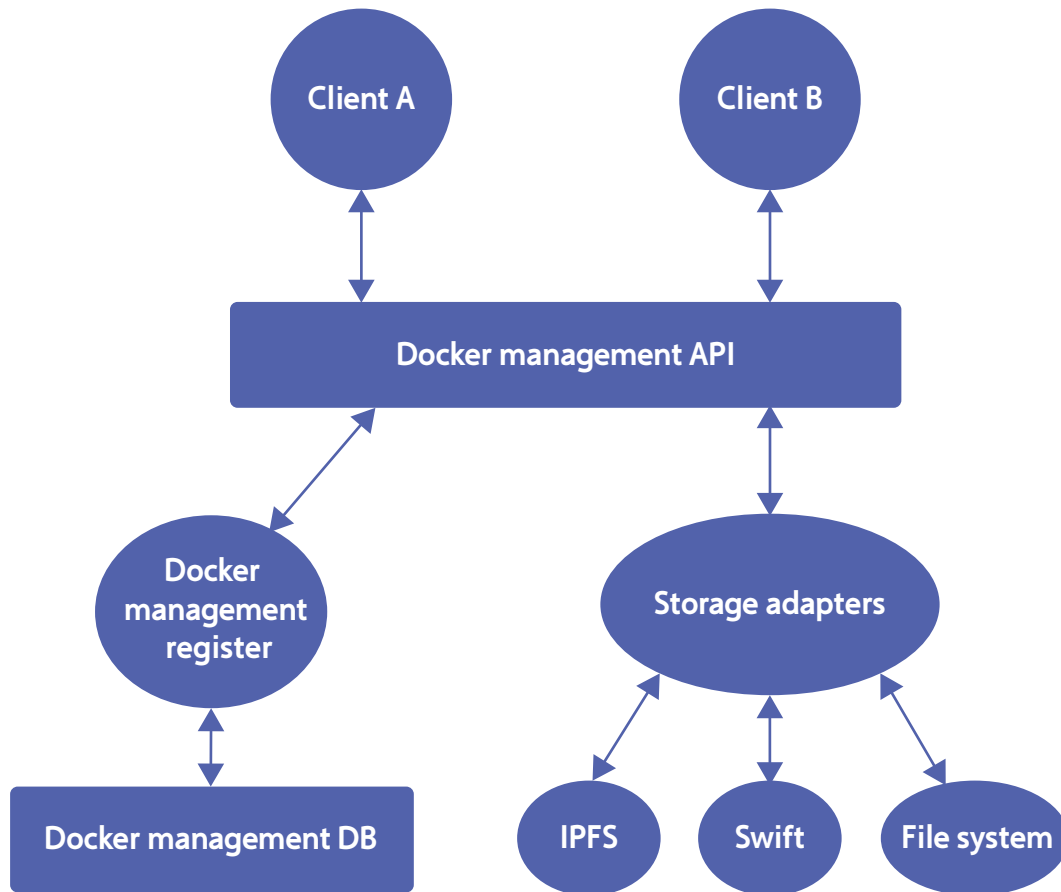 Client A
Client B
Docker management API
Docker
management
register
Storage adapters
Docker management DB
IPFS
Swift
File system